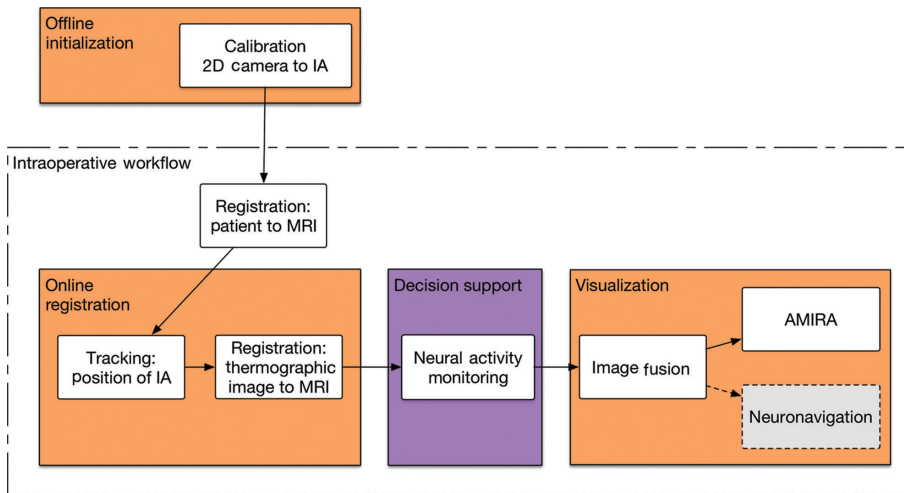 Offline
initialization
Calibration
2D camera to IA
Intraoperative workflow
Registration:
patient to MRI
Online
registration
Tracking:
position of IA
Registration:
thermographic
image to MRI
Decision support
Neural activity
monitoring
Visualization
Image fusion
AMIRA
Neuronavigation